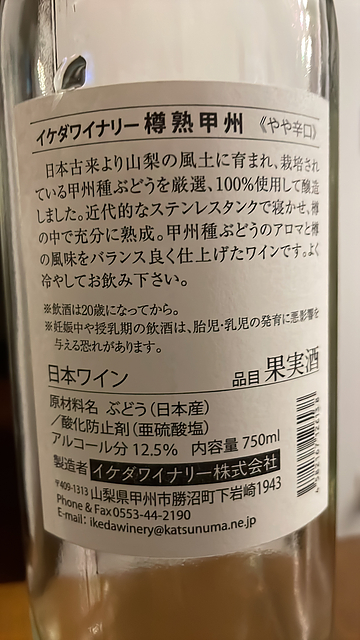 イケダワイナリー 樽熟甲州 《やや辛口》
日本古来より山梨の風土に育まれ、栽培され
ている甲州種ぶどうを厳選、100%使用して醸造
しました。近代的なステンレスタンクで寝かせ、樽
の中で充分に熟成。甲州種ぶどうのアロマと樽
の風味をバランス良く仕上げたワインです。よく
冷やしてお飲み下さい。
※飲酒は20歳になってから。
※妊娠中や授乳期の飲酒は、胎児・乳児の発育に悪影響を
与える恐れがあります。
日本ワイン 品目 果実酒
原材料名 ぶどう(日本産)
/酸化防止剤(亜硫酸塩)
アルコール分 12.5% 内容量 750ml
製造者 イケダワイナリー株式会社
〒409-1313 山梨県甲州市勝沼町下岩崎1943
Phone & Fax 0553-44-2190
E-mail: ikedawinery@katsunuma.ne.jp